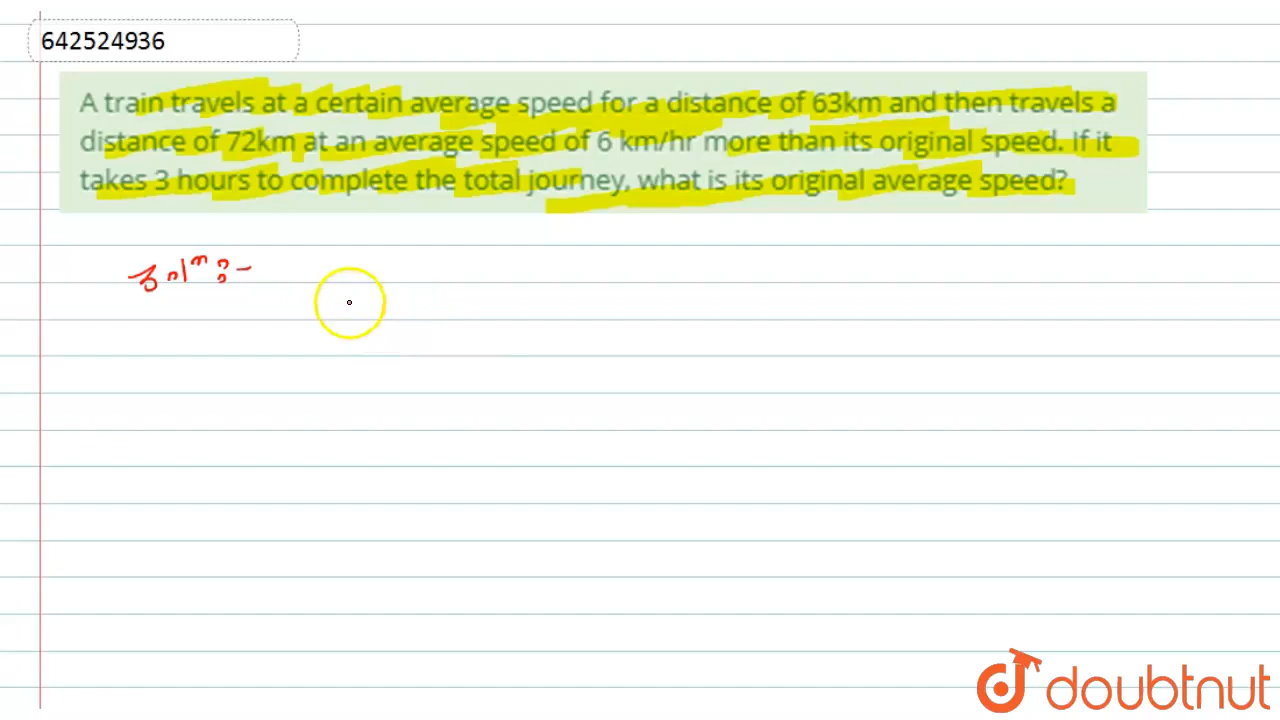 642524936
A train travels at a certain average speed for a distance of 63km and then travels a
distance of 72km at an average speed of 6 km/hr more than its original speed. If it
takes 3 hours to complete the total journey, what is its original average speed?
doubtnut